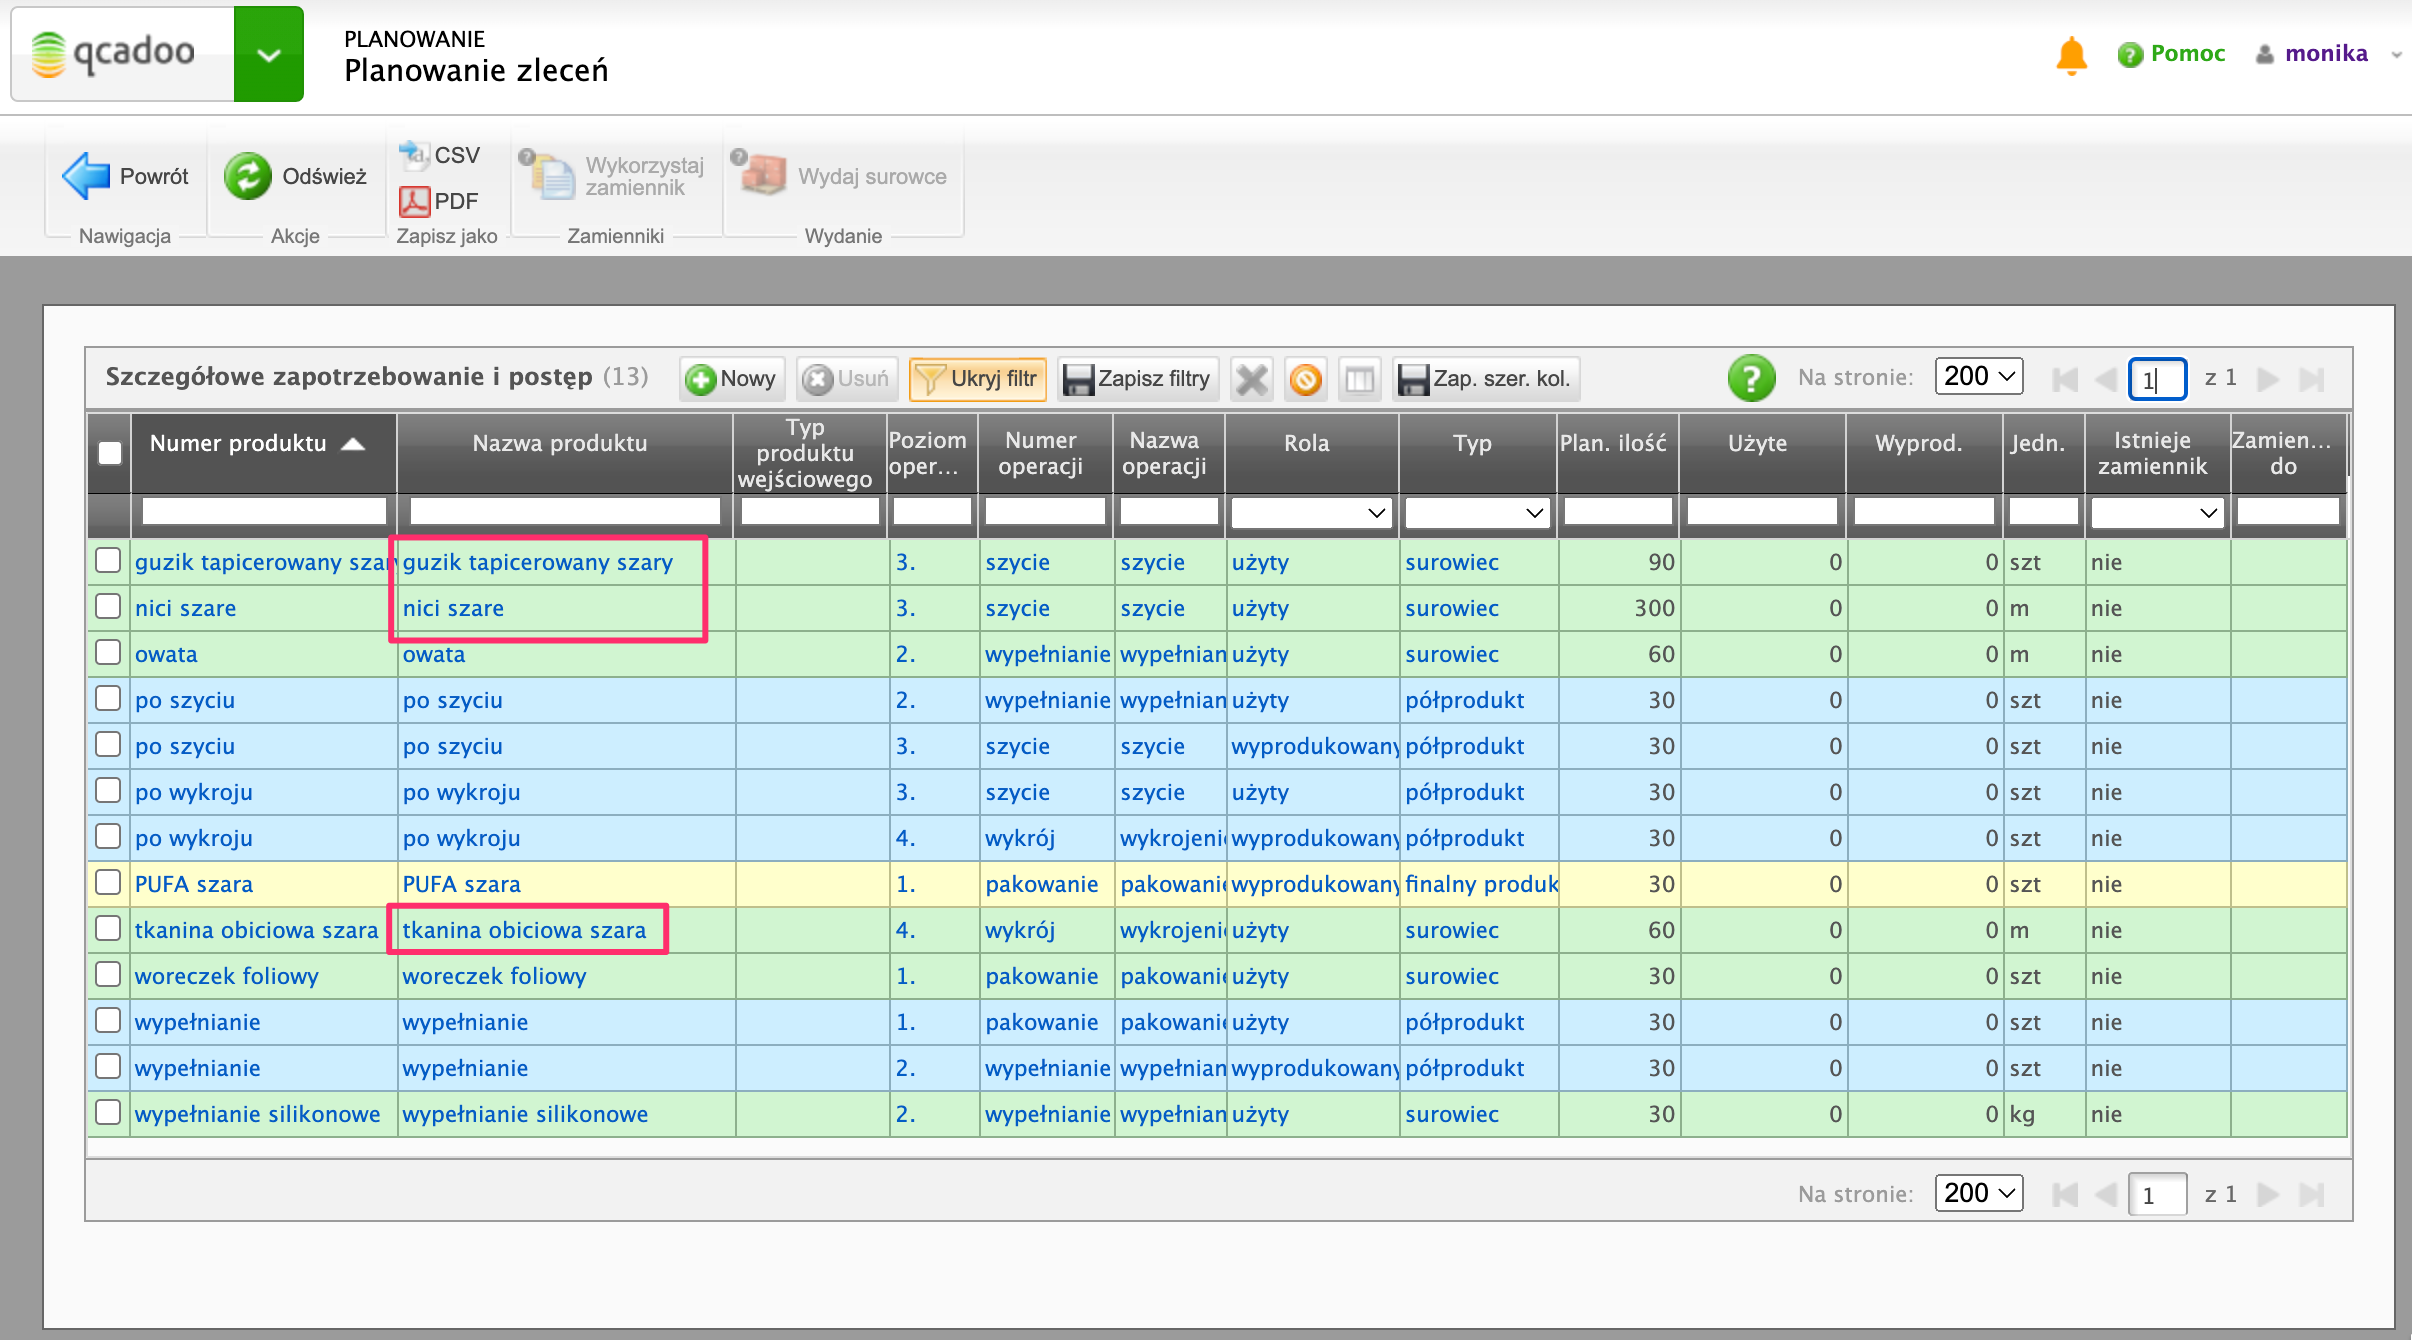 qcadoo
PLANOWANIE
Planowanie zleceń
Pomoc
monika
Powrót
Nawigacja
Odśwież
Akcje
CSV
PDF
Zapisz jako
Wykorzystaj
zamiennik
Zamienniki
Wydaj surowce
Wydanie
Szczegółowe zapotrzebowanie i postęp (13) Nowy Usuń Ukryj filtr Zapisz filtry Zap. szer. kol. Na stronie: 200 1 z 1
Numer produktu Nazwa produktu Typ produktu wejściowego Poziom oper... Numer operacji Nazwa operacji Rola Typ Plan. ilość Użyte Wyprod. Jedn. Istnieje zamiennik Zamien... do
guzik tapicerowany szar guzik tapicerowany szary 3. szycie szycie użyty surowiec 90 0 0 szt nie
nici szare nici szare 3. szycie szycie użyty surowiec 300 0 0 m nie
owata owata 2. wypełnianie wypełnian użyty surowiec 60 0 0 m nie
po szyciu po szyciu 2. wypełnianie wypełnian użyty półprodukt 30 0 0 szt nie
po szyciu po szyciu 3. szycie szycie wyprodukowany półprodukt 30 0 0 szt nie
po wykroju po wykroju 3. szycie szycie użyty półprodukt 30 0 0 szt nie
po wykroju po wykroju 4. wykrój wykrojeni wyprodukowany półprodukt 30 0 0 szt nie
PUFA szara PUFA szara 1. pakowanie pakowanie wyprodukowany finalny produk 30 0 0 szt nie
tkanina obiciowa szara tkanina obiciowa szara 4. wykrój wykrojeni użyty surowiec 60 0 0 m nie
woreczek foliowy woreczek foliowy 1. pakowanie pakowanie użyty surowiec 30 0 0 szt nie
wypełnianie wypełnianie 1. pakowanie pakowanie użyty półprodukt 30 0 0 szt nie
wypełnianie wypełnianie 2. wypełnianie wypełnian wyprodukowany półprodukt 30 0 0 szt nie
wypełnianie silikonowe wypełnianie silikonowe 2. wypełnianie wypełnian użyty surowiec 30 0 0 kg nie
Na stronie: 200 1 z 1